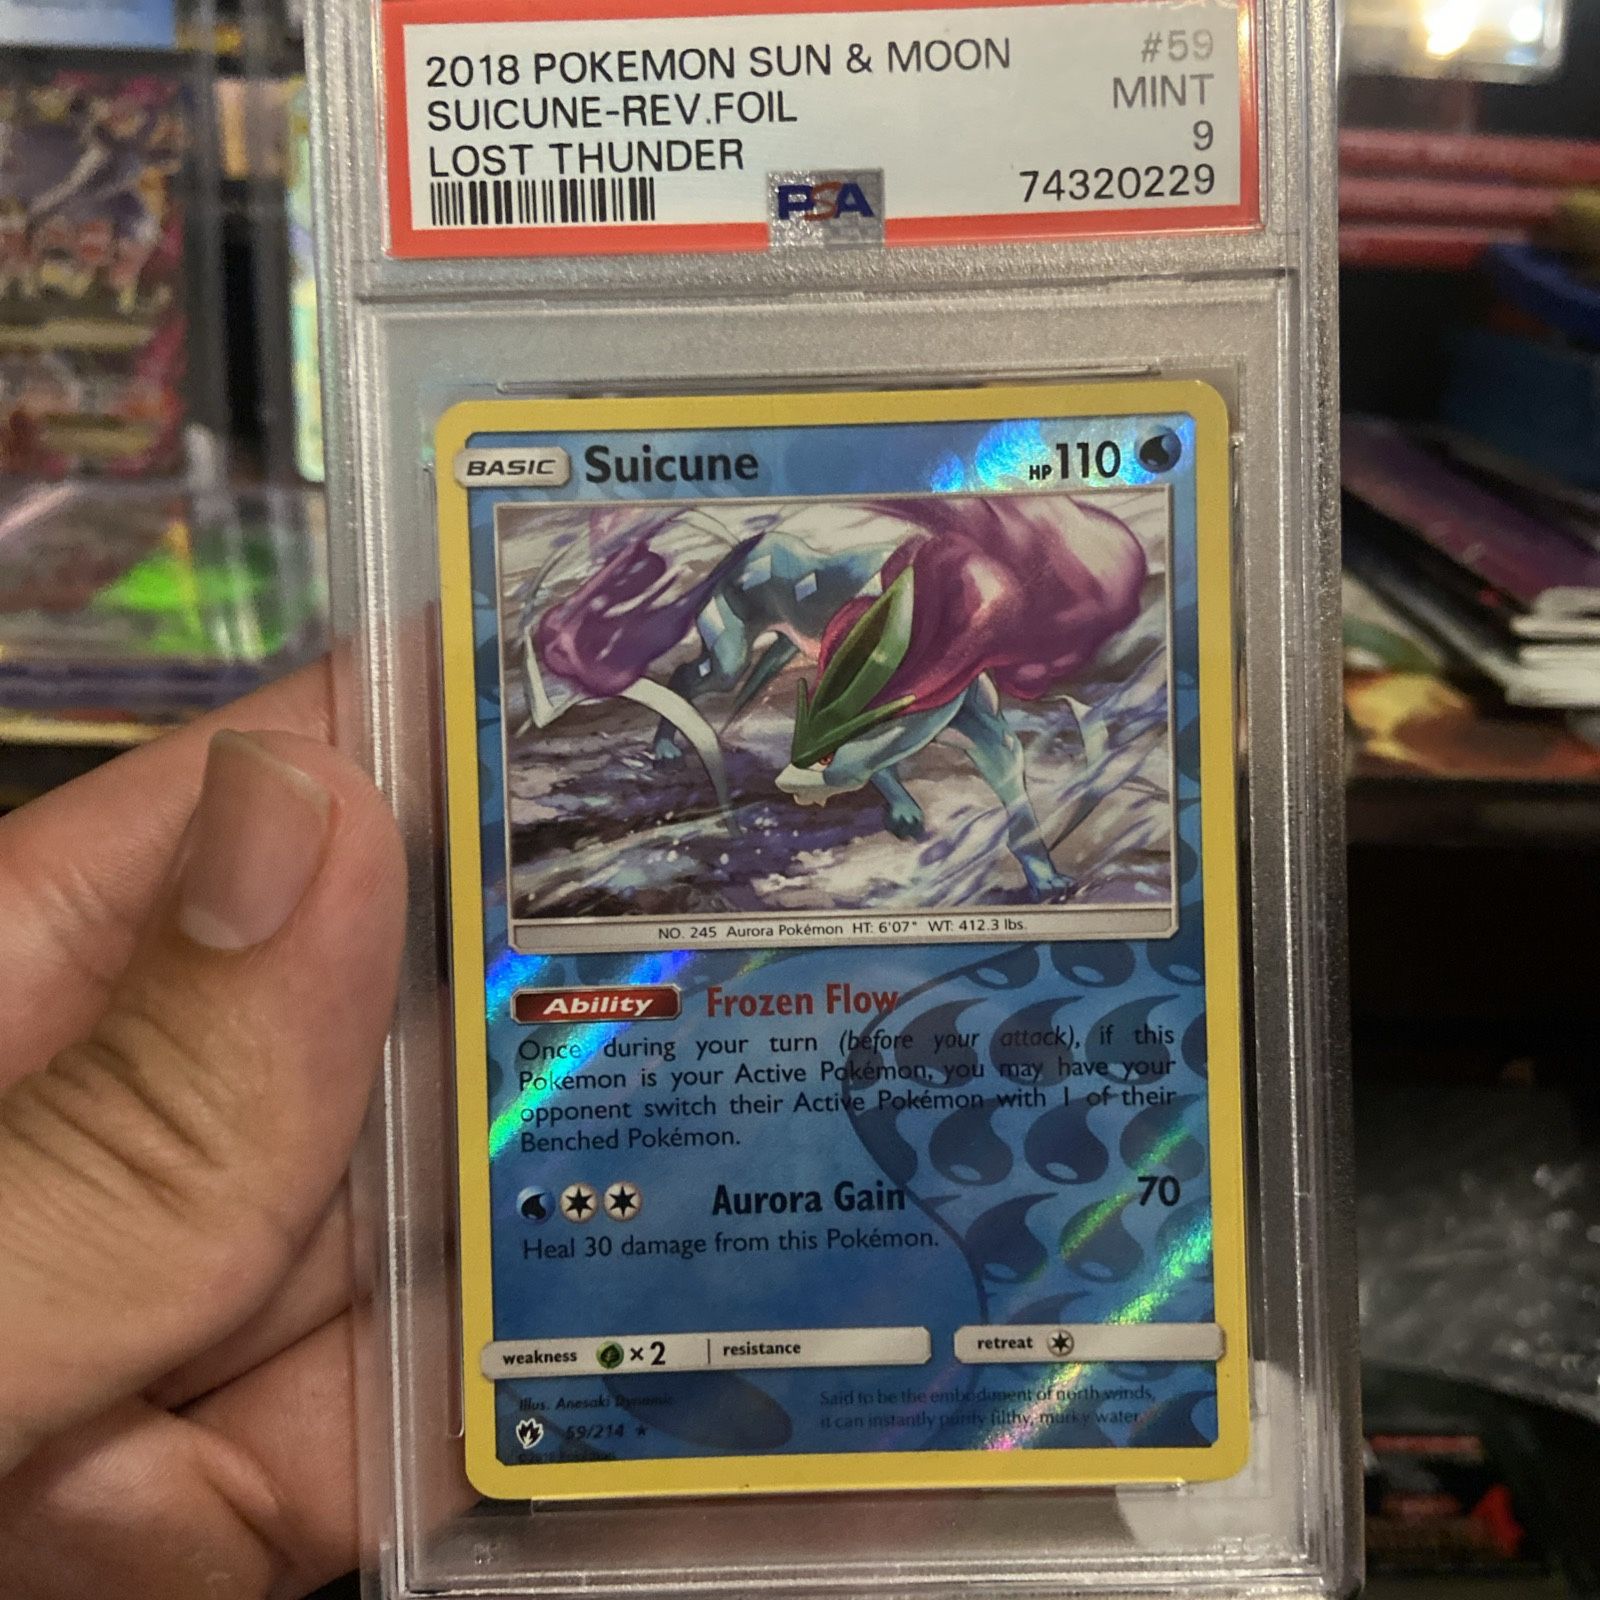 2018 POKEMON SUN & MOON #59
SUICUNE-REV.FOIL MINT
LOST THUNDER 9
PSA 74320229
BASIC Suicune HP110
NO. 245 Aurora Pokémon HT: 6'07" WT: 412.3 lbs.
Ability Frozen Flow
Once during your turn (before your attack), if this
Pokémon is your Active Pokémon, you may have your
opponent switch their Active Pokémon with 1 of their
Benched Pokémon.
Aurora Gain 70
Heal 30 damage from this Pokémon.
weakness ×2 resistance retreat
Illus. Anesaki Dynamic
Said to be the embodiment of north winds,
it can instantly purify filthy, murky water.
59/214 ★